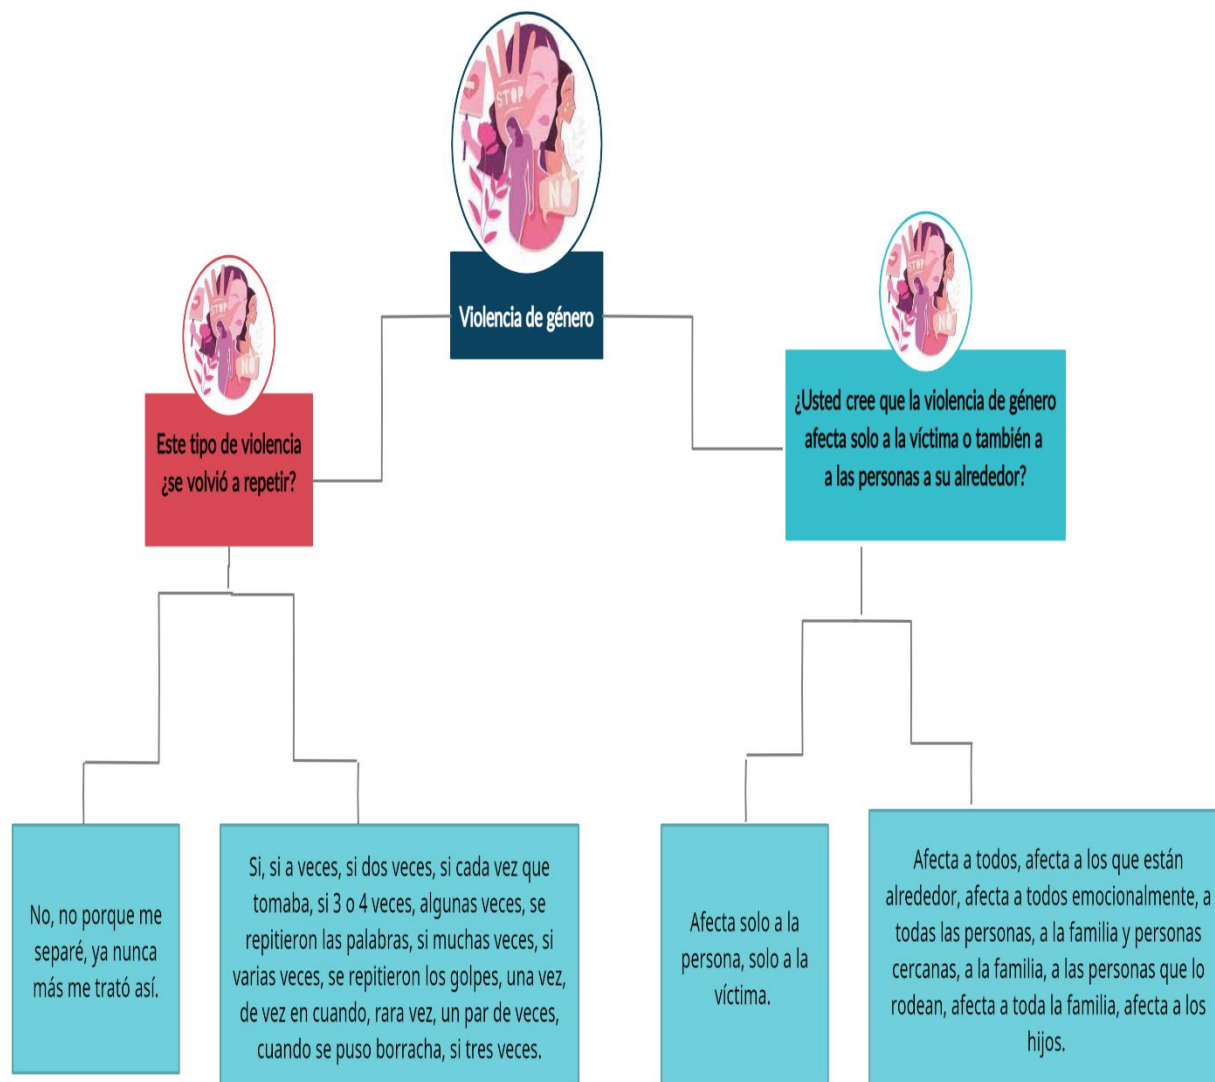 STOP
NO
Violencia de género
STOP
NO
Este tipo de violencia
¿se volvió a repetir?
STOP
NO
¿Usted cree que la violencia de género
afecta solo a la víctima o también a
a las personas a su alrededor?
No, no porque me
separé, ya nunca
más me trató así.
Si, si a veces, si dos veces, si cada vez que
tomaba, si 3 o 4 veces, algunas veces, se
repitieron las palabras, si muchas veces, si
varias veces, se repitieron los golpes, una vez,
de vez en cuando, rara vez, un par de veces,
cuando se puso borracha, si tres veces.
Afecta solo a la
persona, solo a la
víctima.
Afecta a todos, afecta a los que están
alrededor, afecta a todos emocionalmente, a
todas las personas, a la familia y personas
cercanas, a la familia, a las personas que lo
rodean, afecta a toda la familia, afecta a los
hijos.